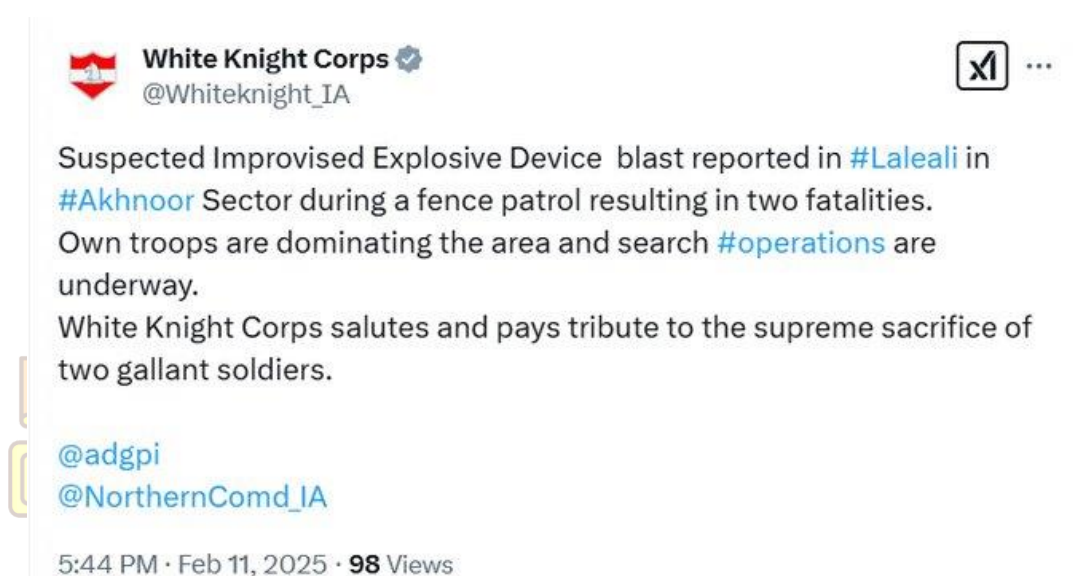 White Knight Corps
@Whiteknight_IA
Suspected Improvised Explosive Device blast reported in #Laleali in
#Akhnoor Sector during a fence patrol resulting in two fatalities.
Own troops are dominating the area and search #operations are
underway.
White Knight Corps salutes and pays tribute to the supreme sacrifice of
two gallant soldiers.
@adgpi
@NorthernComd_IA
5:44 PM · Feb 11, 2025 · 98 Views